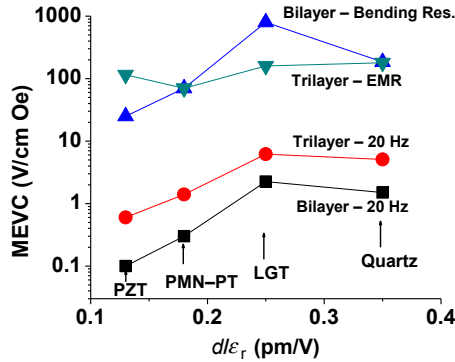 1000
100
10
1
0.1
MEVC (V/cm Oe)
Bilayer – Bending Res.
Trilayer – EMR
Trilayer – 20 Hz
Bilayer – 20 Hz
PZT
PMN–PT
LGT
Quartz
0.1 0.2 0.3 0.4
d/εr (pm/V)